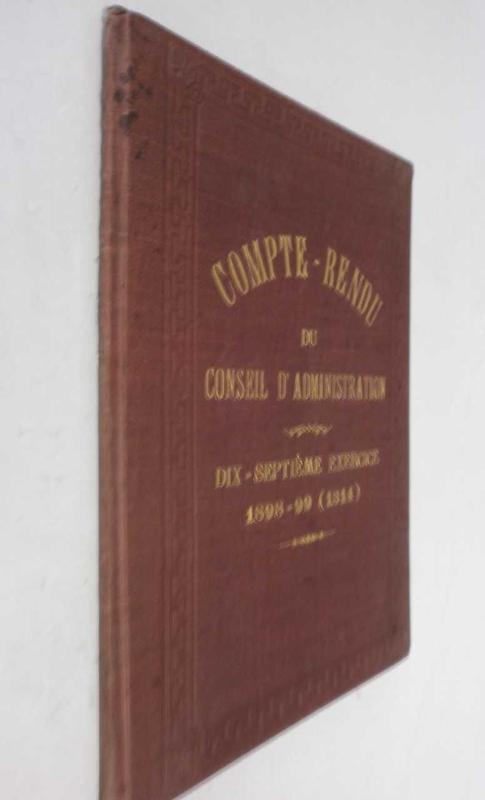 COMPTE-RENDU
DU
CONSEIL D'ADMINISTRATION
DIX-SEPTIÈME EXERCICE
1898-99 (1314)